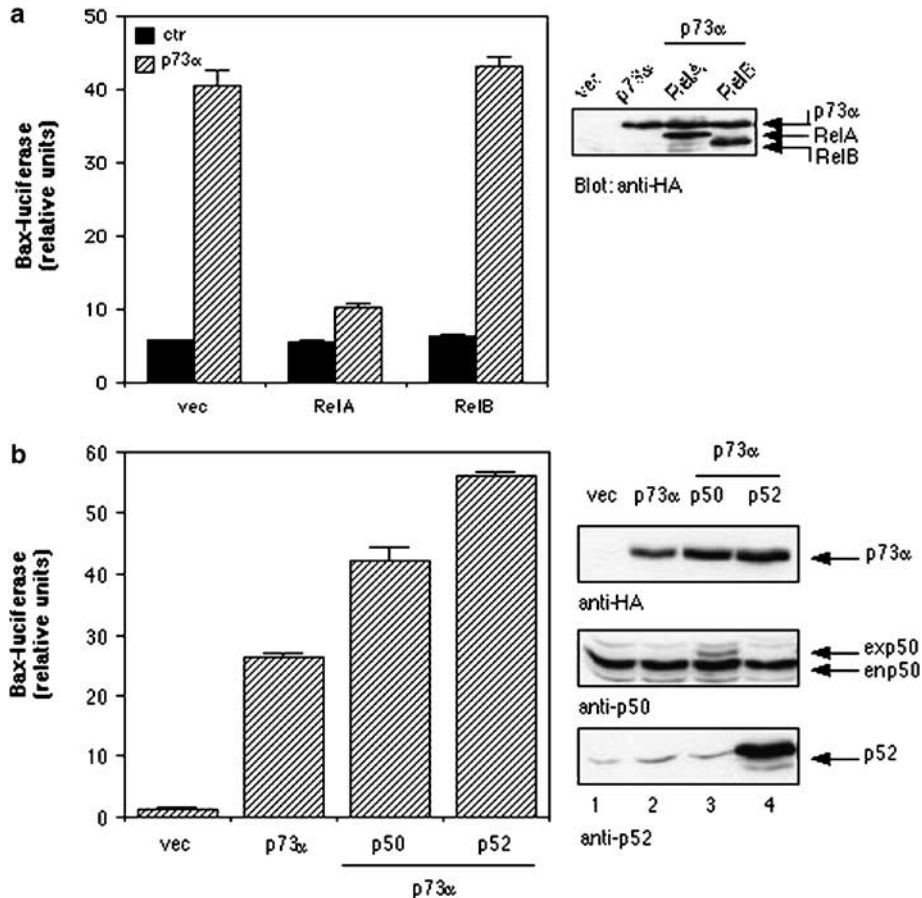 a
50
40
30
20
10
0
Bax-luciferase
(relative units)
ctr
p73α
vec
RelA
RelB
p73α
vec
p73α
RelA
RelB
p73α
RelA
RelB
Blot: anti-HA
b
60
50
40
30
20
10
0
Bax-luciferase
(relative units)
vec
p73α
p50
p52
p73α
p73α
vec
p73α
p50
p52
p73α
anti-HA
exp50
enp50
anti-p50
p52
1 2 3 4
anti-p52